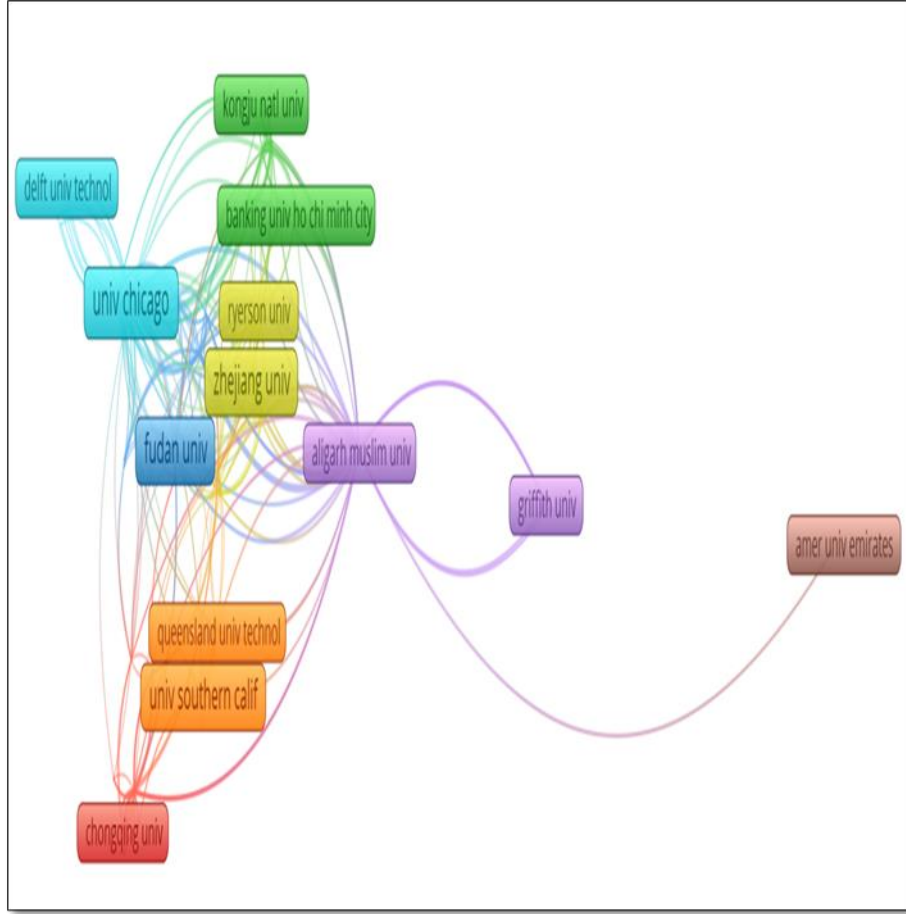 kongju natl univ
delft univ technol
banking univ ho chi minh city
univ chicago
ryerson univ
zhejiang univ
fudan univ
aligarh muslim univ
griffith univ
amer univ emirates
queensland univ technol
univ southern calif
chongqing univ